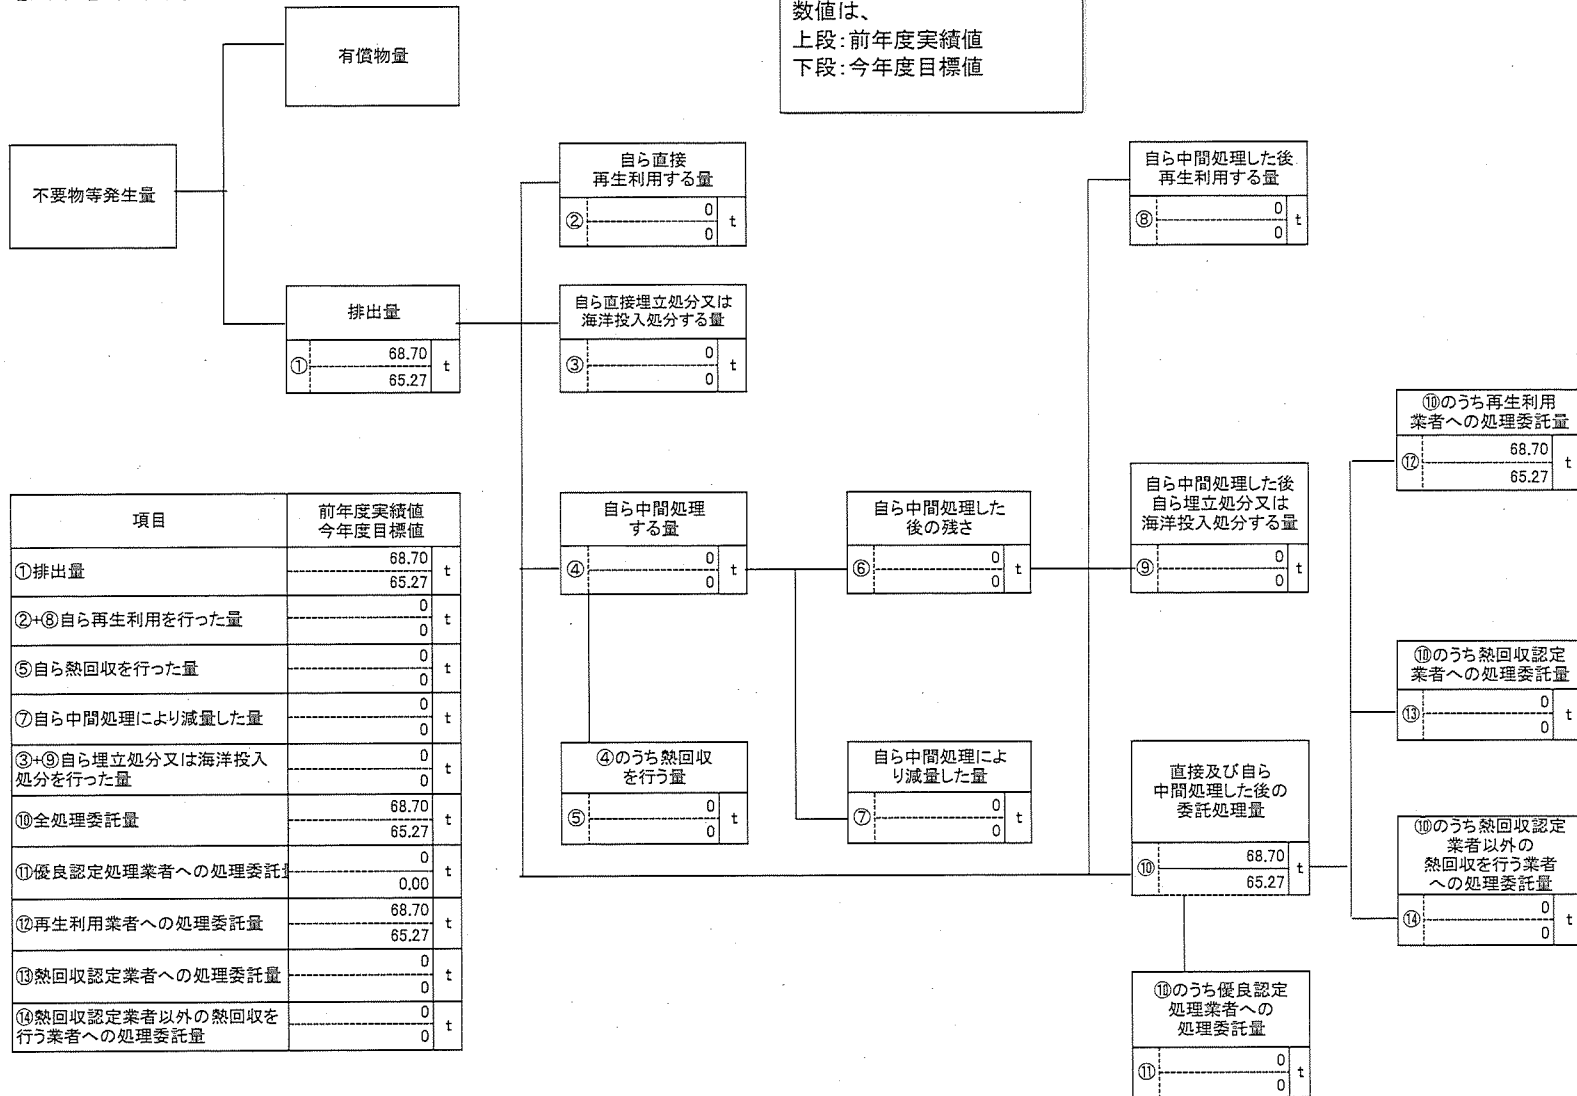 数値は、
上段:前年度実績値
下段:今年度目標値
有償物量
不要物等発生量
排出量
① 68.70 t
65.27
自ら直接
再生利用する量
② 0 t
0
自ら直接埋立処分又は
海洋投入処分する量
③ 0 t
0
自ら中間処理した後
再生利用する量
⑧ 0 t
0
自ら中間処理
する量
④ 0 t
0
自ら中間処理した
後の残さ
⑥ 0 t
0
自ら中間処理した後
自ら埋立処分又は
海洋投入処分する量
⑨ 0 t
0
④のうち熱回収
を行う量
⑤ 0 t
0
自ら中間処理によ
り減量した量
⑦ 0 t
0
直接及び自ら
中間処理した後の
委託処理量
⑩ 68.70 t
65.27
⑩のうち優良認定
処理業者への
処理委託量
⑪ 0 t
0
⑩のうち再生利用
業者への処理委託量
⑫ 68.70 t
65.27
⑩のうち熱回収認定
業者への処理委託量
⑬ 0 t
0
⑩のうち熱回収認定
業者以外の
熱回収を行う業者
への処理委託量
⑭ 0 t
0
項目 前年度実績値
今年度目標値
①排出量 68.70 t
65.27
②+⑧自ら再生利用を行った量 0 t
0
⑤自ら熱回収を行った量 0 t
0
⑦自ら中間処理により減量した量 0 t
0
③+⑨自ら埋立処分又は海洋投入
処分を行った量 0 t
0
⑩全処理委託量 68.70 t
65.27
⑪優良認定処理業者への処理委託 0 t
0.00
⑫再生利用業者への処理委託量 68.70 t
65.27
⑬熱回収認定業者への処理委託量 0 t
0
⑭熱回収認定業者以外の熱回収を
行う業者への処理委託量 0 t
0